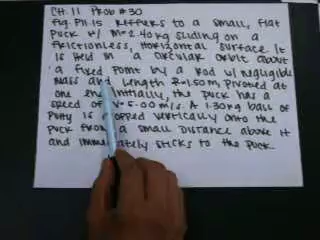 CH. 11 PROB #30
Fig. P11.15 REFERS to A small, flat
puck w/ M=2.40kg sliding on a
frictionless, HORIZONTAL surface. It
is Held in a circular orbit about
a fixed point by a rod w/ negligible
mass and length R=1.50m, pivoted at
one end. Initially, the puck has a
speed of v=5.00 m/s. A 1.30kg ball of
putty is dropped vertically onto the
puck from a small distance above it
and immediately sticks to the puck.